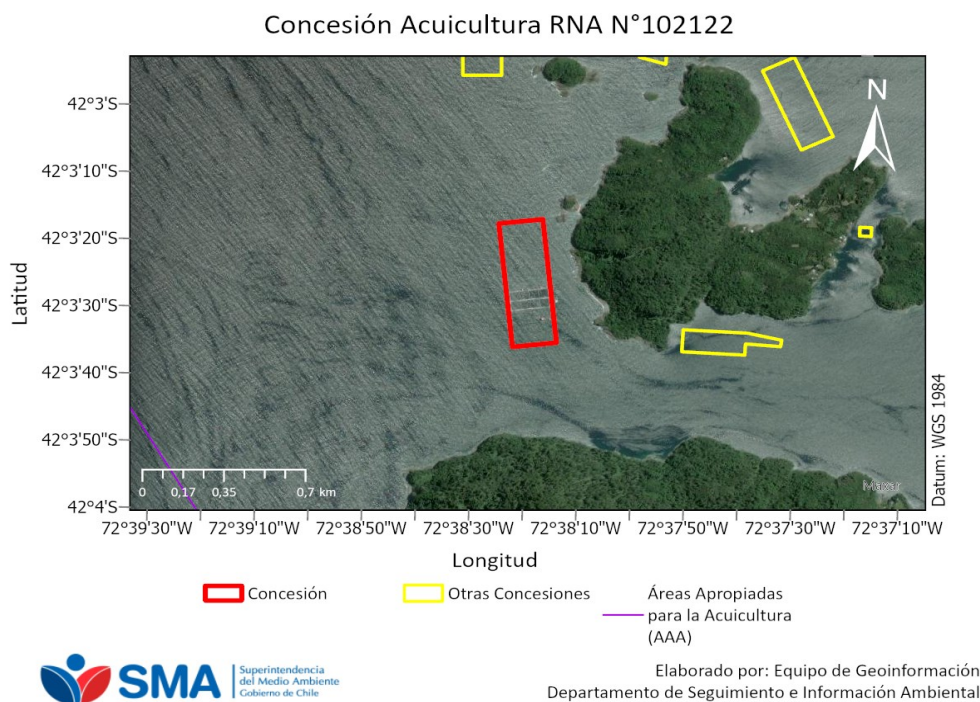 Concesión Acuicultura RNA N°102122
N
42°3'S
42°3'10"S
42°3'20"S
42°3'30"S
42°3'40"S
42°3'50"S
42°4'S
Latitud
0 0,17 0,35 0,7 km
Maxar
Datum: WGS 1984
72°39'30"W 72°39'10"W 72°38'50"W 72°38'30"W 72°38'10"W 72°37'50"W 72°37'30"W 72°37'10"W
Longitud
Concesión
Otras Concesiones
Áreas Apropiadas
para la Acuicultura
(AAA)
SMA
Superintendencia
del Medio Ambiente
Gobierno de Chile
Elaborado por: Equipo de Geoinformación
Departamento de Seguimiento e Información Ambiental